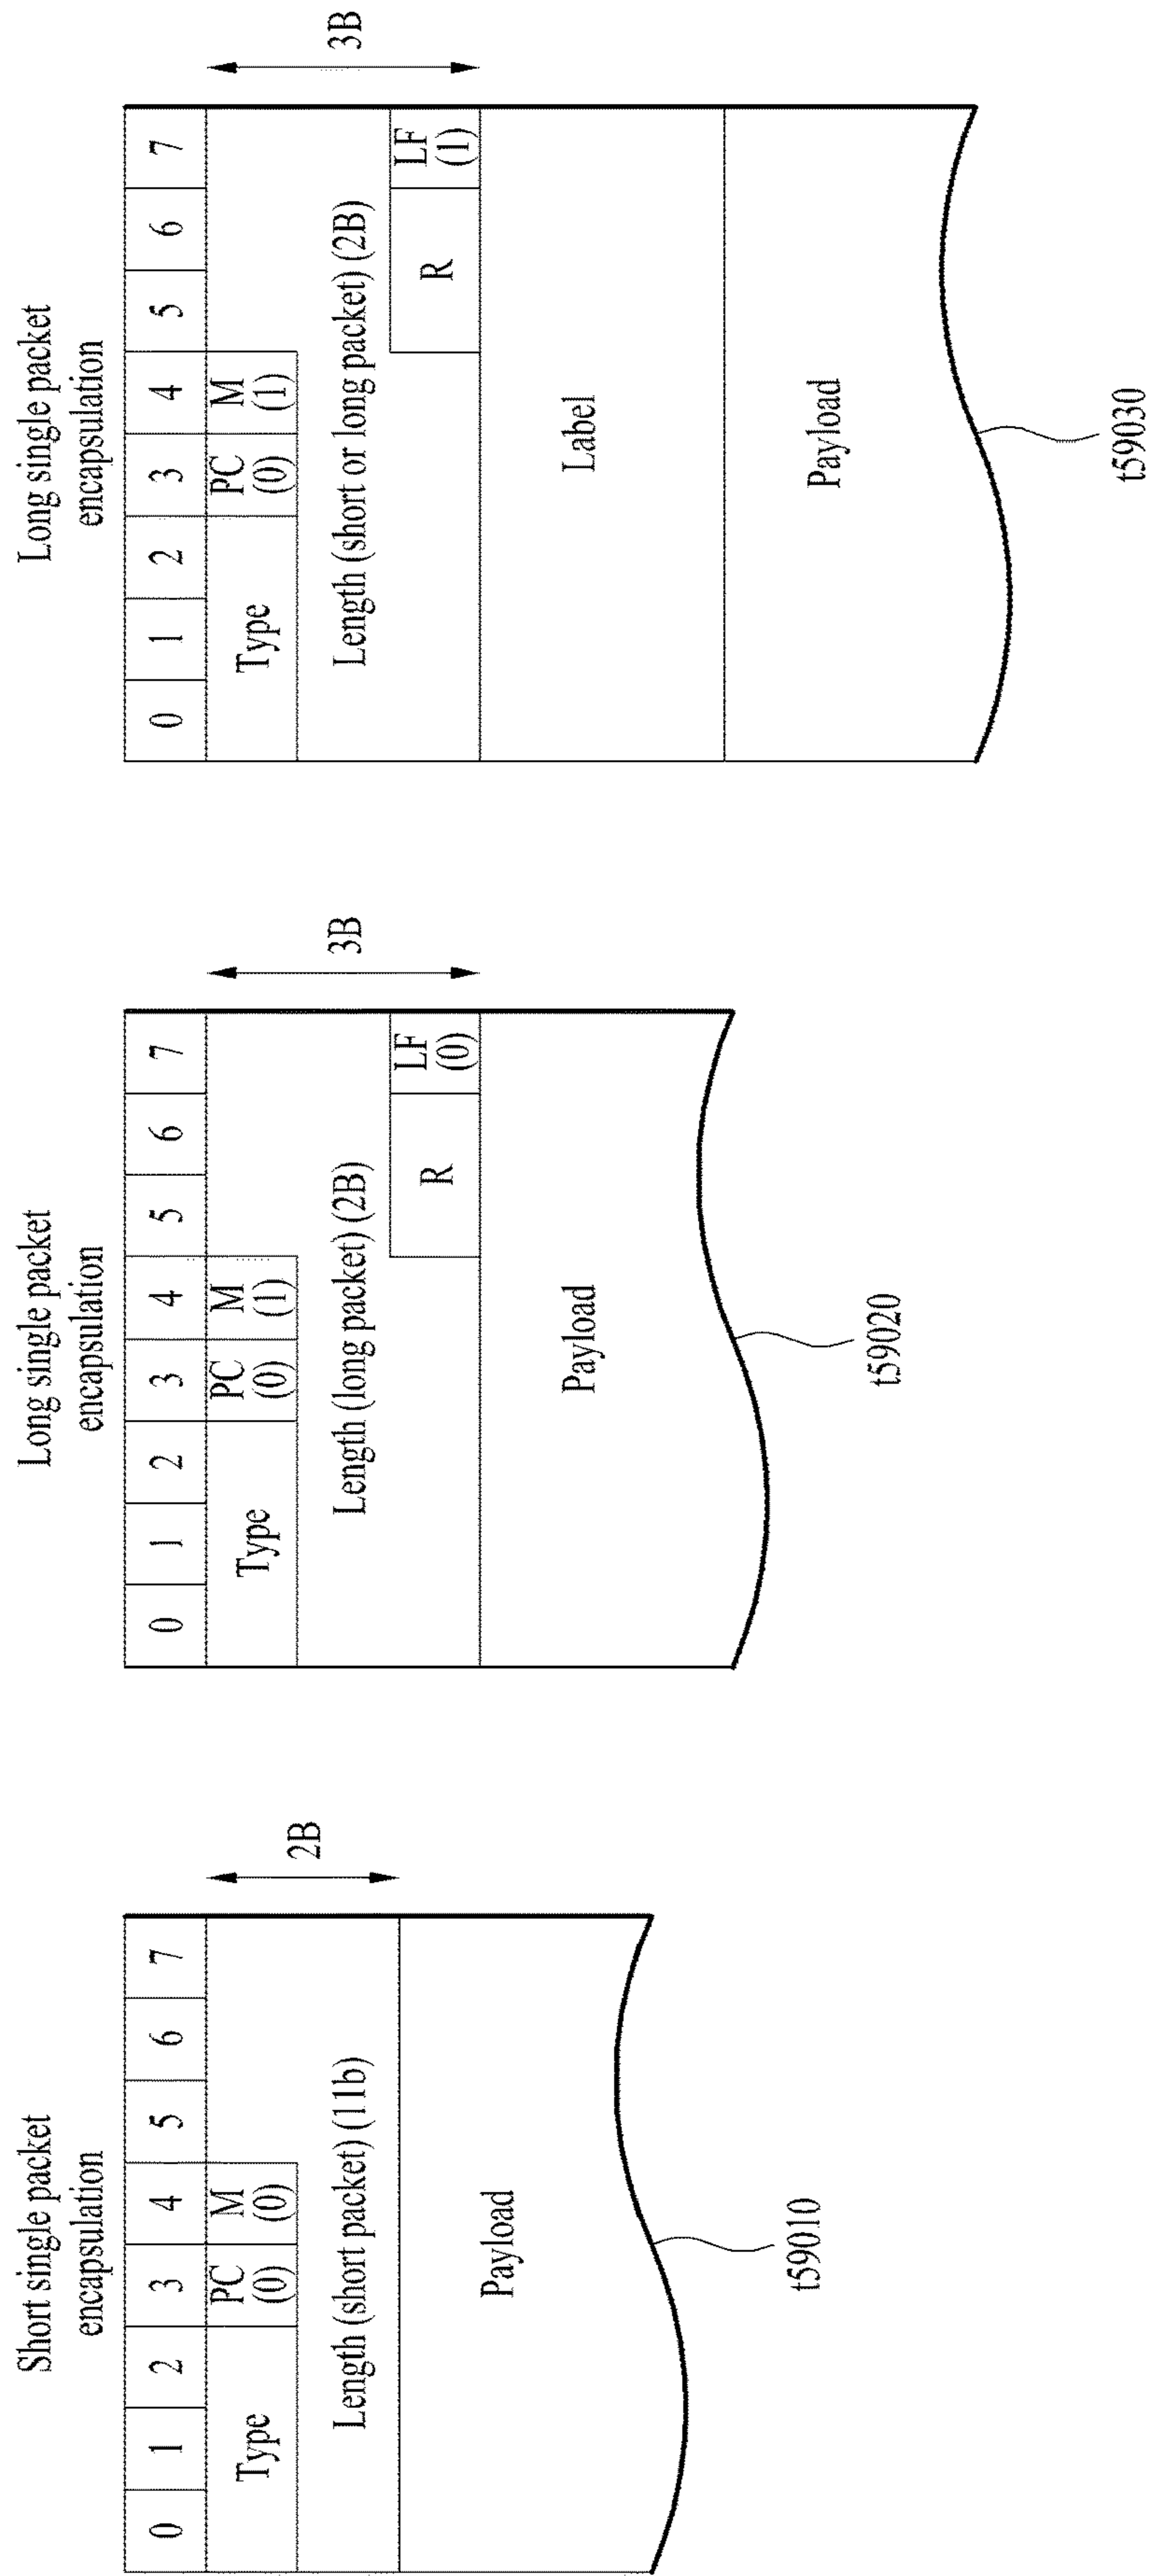 Short single packet
encapsulation
0 1 2 3 4 5 6 7
Type PC (0) M (0)
Length (short packet) (11b)
2B
Payload
t59010
Long single packet
encapsulation
0 1 2 3 4 5 6 7
Type PC (0) M (1)
Length (long packet) (2B)
3B
R LF (0)
Payload
t59020
Long single packet
encapsulation
0 1 2 3 4 5 6 7
Type PC (0) M (1)
Length (short or long packet) (2B)
3B
R LF (1)
Label
Payload
t59030